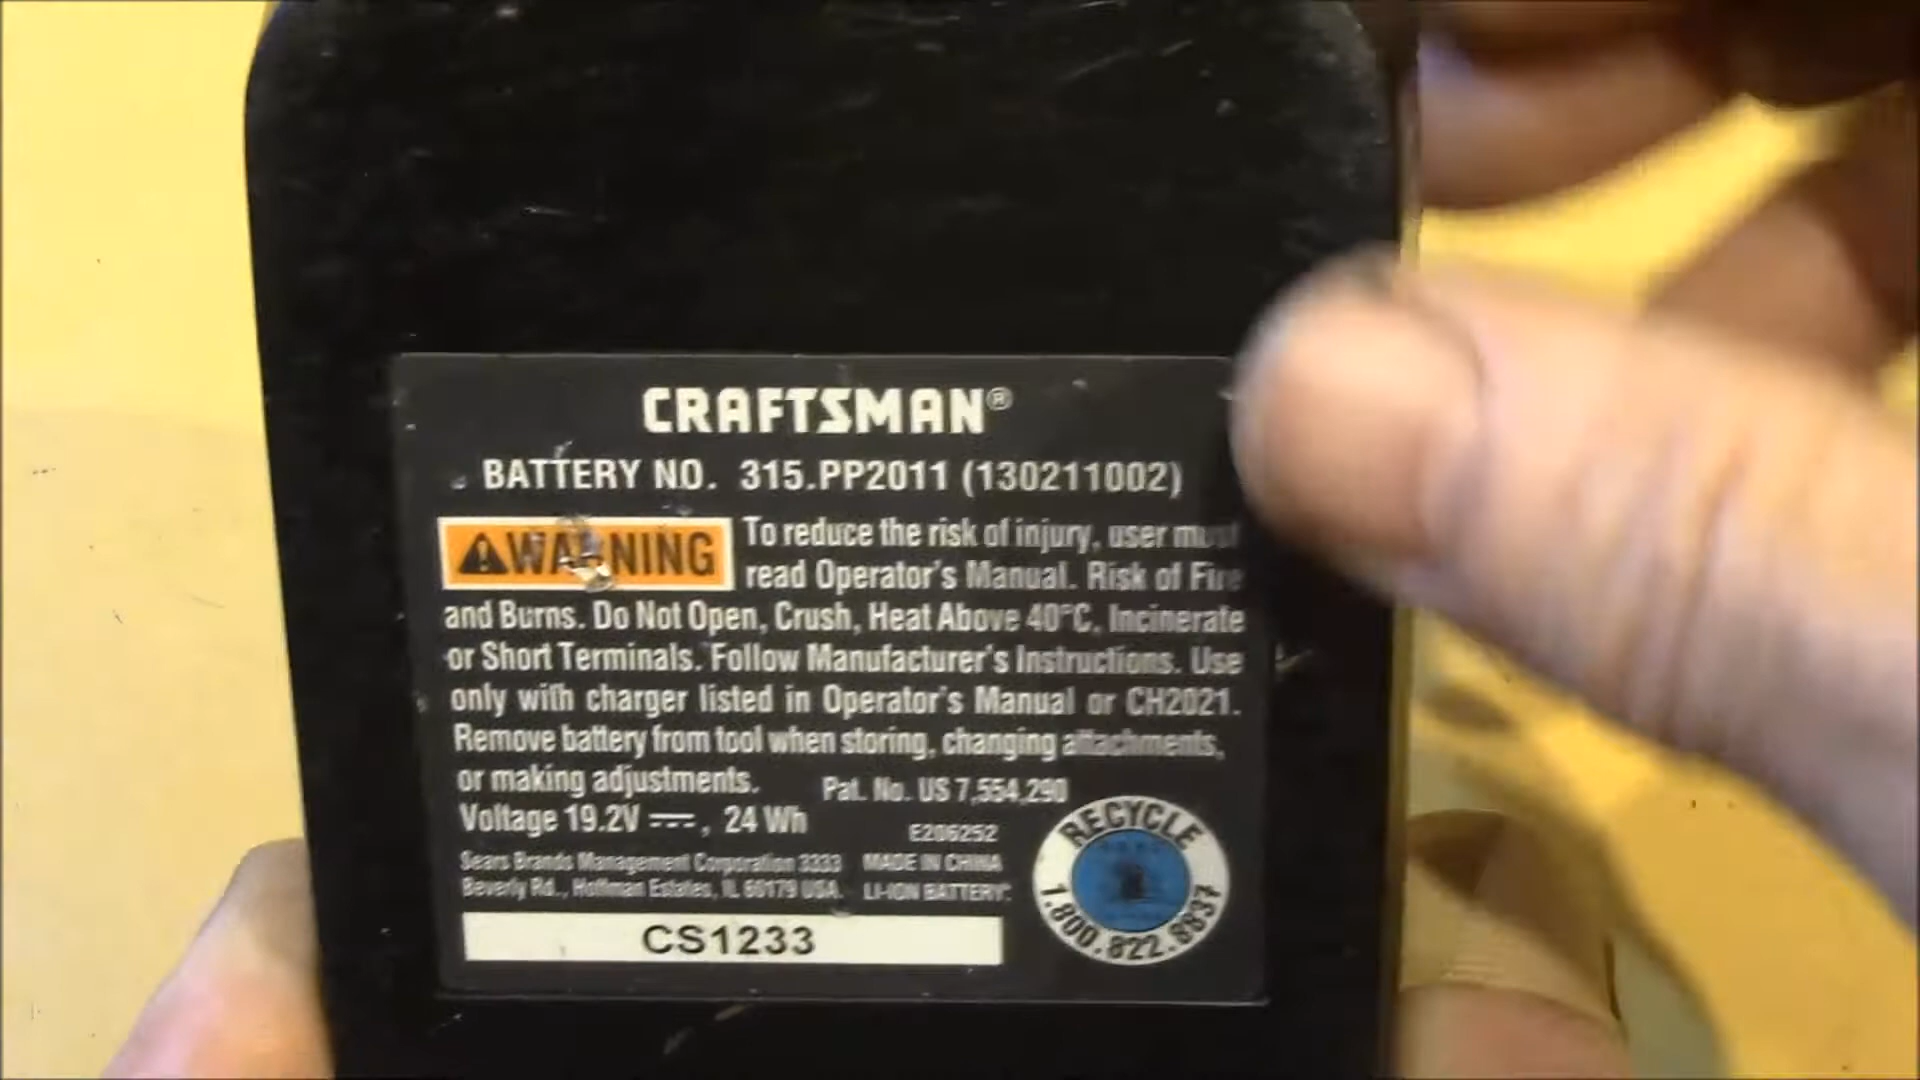 CRAFTSMAN®
BATTERY NO. 315.PP2011 (130211002)
⚠WARNING To reduce the risk of injury, user must
read Operator's Manual. Risk of Fire
and Burns. Do Not Open, Crush, Heat Above 40°C, Incinerate
or Short Terminals. Follow Manufacturer's Instructions. Use
only with charger listed in Operator's Manual or CH2021.
Remove battery from tool when storing, changing attachments,
or making adjustments.
Pat. No. US 7,554,290
Voltage 19.2V ⎓, 24 Wh
E206252
Sears Brands Management Corporation 3333
Beverly Rd., Hoffman Estates, IL 60179 USA.
MADE IN CHINA
LI-ION BATTERY:
CS1233
RECYCLE
1.800.822.8837